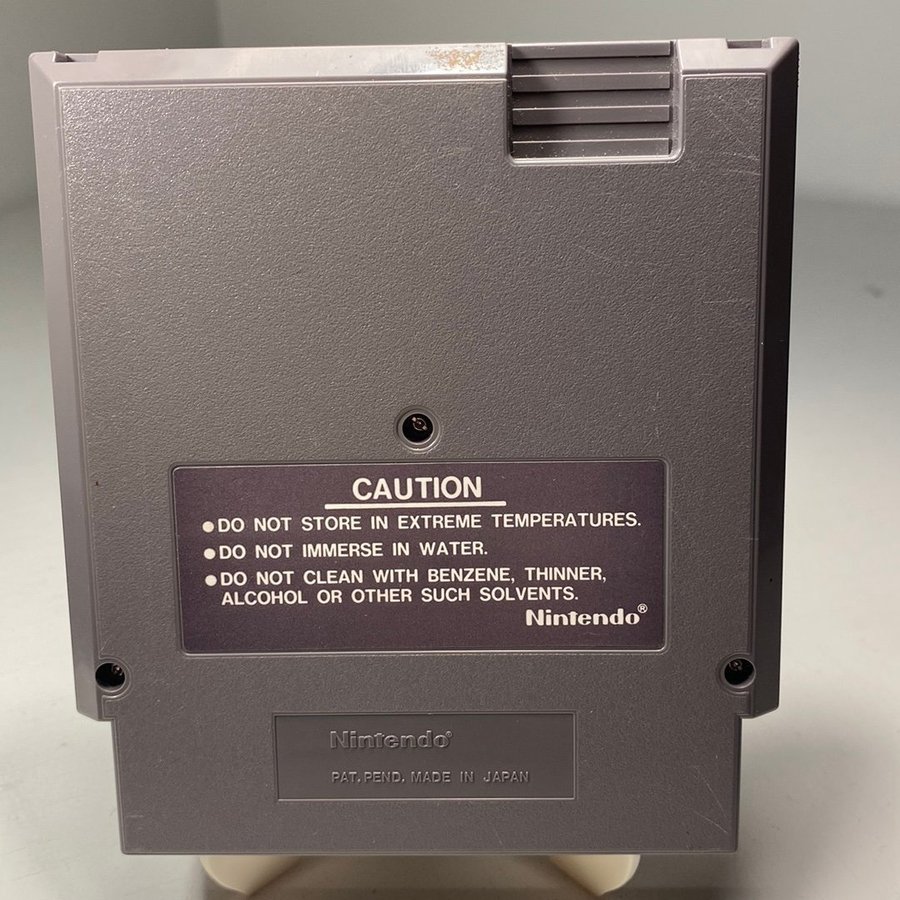 CAUTION
●DO NOT STORE IN EXTREME TEMPERATURES.
●DO NOT IMMERSE IN WATER.
●DO NOT CLEAN WITH BENZENE, THINNER,
ALCOHOL OR OTHER SUCH SOLVENTS.
Nintendo®
Nintendo®
PAT. PEND. MADE IN JAPAN